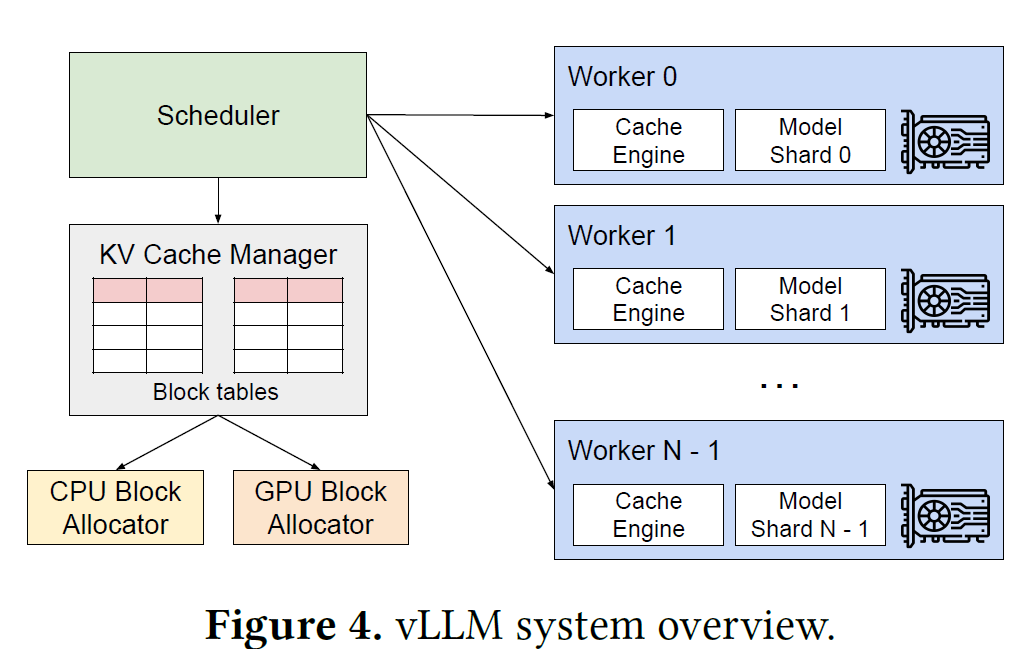 Scheduler
KV Cache Manager
Block tables
CPU Block
Allocator
GPU Block
Allocator
Worker 0
Cache
Engine
Model
Shard 0
Worker 1
Cache
Engine
Model
Shard 1
...
Worker N - 1
Cache
Engine
Model
Shard N - 1
Figure 4. vLLM system overview.